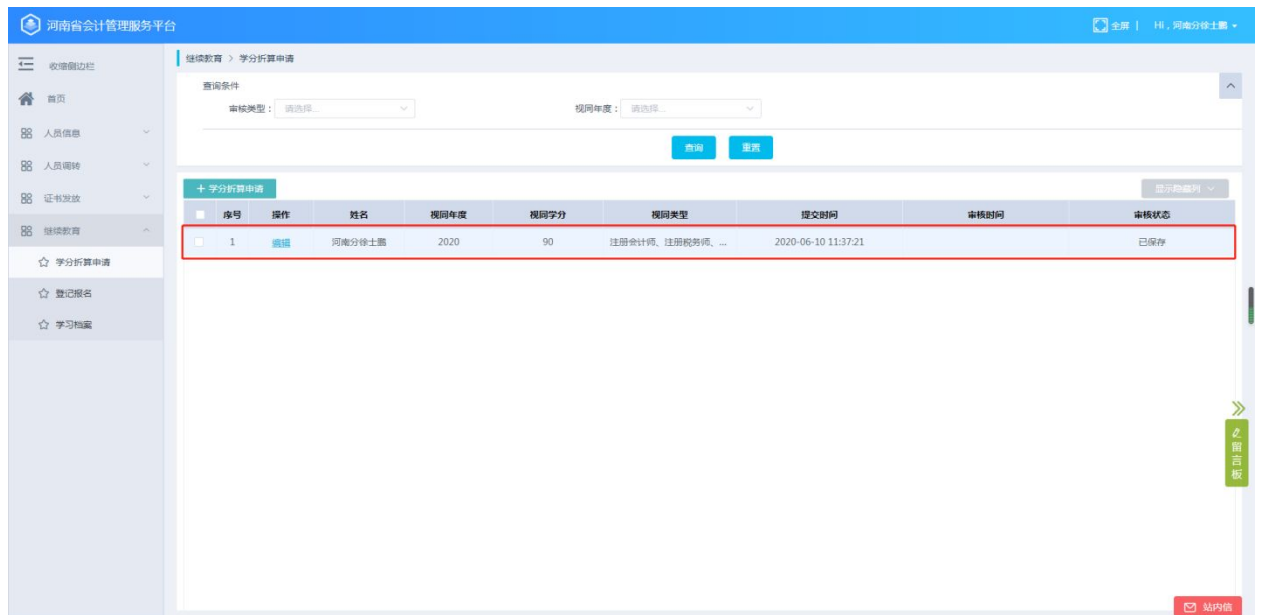 河南省会计管理服务平台
全屏 | Hi，河南分徐士鹏
收缩侧边栏
首页
人员信息
人员调转
证书发放
继续教育
学分折算申请
登记报名
学习档案
继续教育 > 学分折算申请
查询条件
审核类型： 请选择... 视同年度： 请选择...
查询 重置
+ 学分折算申请 显示隐藏列
序号 操作 姓名 视同年度 视同学分 视同类型 提交时间 审核时间 审核状态
1 编辑 河南分徐士鹏 2020 90 注册会计师、注册税务师、... 2020-06-10 11:37:21 已保存
留言板
站内信